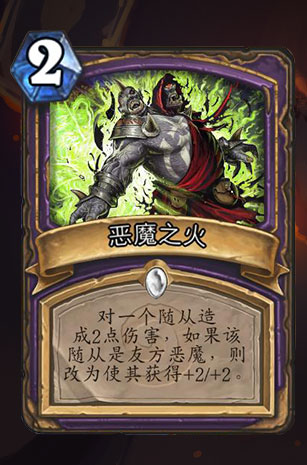 2
恶魔之火
对一个随从造
成2点伤害，如果该
随从是友方恶魔，则
改为使其获得+2/+2。